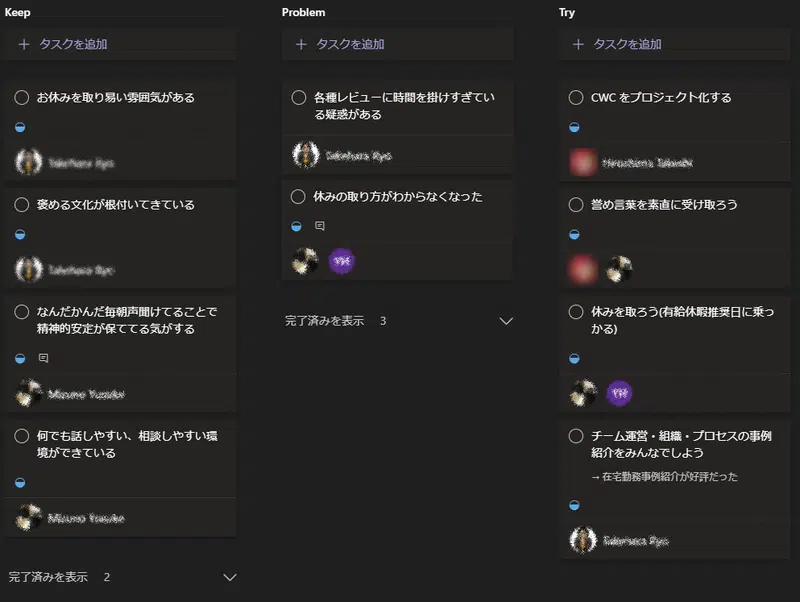 Keep
タスクを追加
お休みを取り易い雰囲気がある
褒める文化が根付いてきている
なんだかんだ毎朝声聞けてることで
精神的安定が保ててる気がする
何でも話しやすい、相談しやすい環
境ができている
完了済みを表示 2
Problem
タスクを追加
各種レビューに時間を掛けすぎてい
る疑惑がある
休みの取り方がわからなくなった
完了済みを表示 3
Try
タスクを追加
CWC をプロジェクト化する
誉め言葉を素直に受け取ろう
休みを取ろう(有給休暇推奨日に乗っ
かる)
チーム運営・組織・プロセスの事例
紹介をみんなでしよう
→ 在宅勤務事例紹介が好評だった